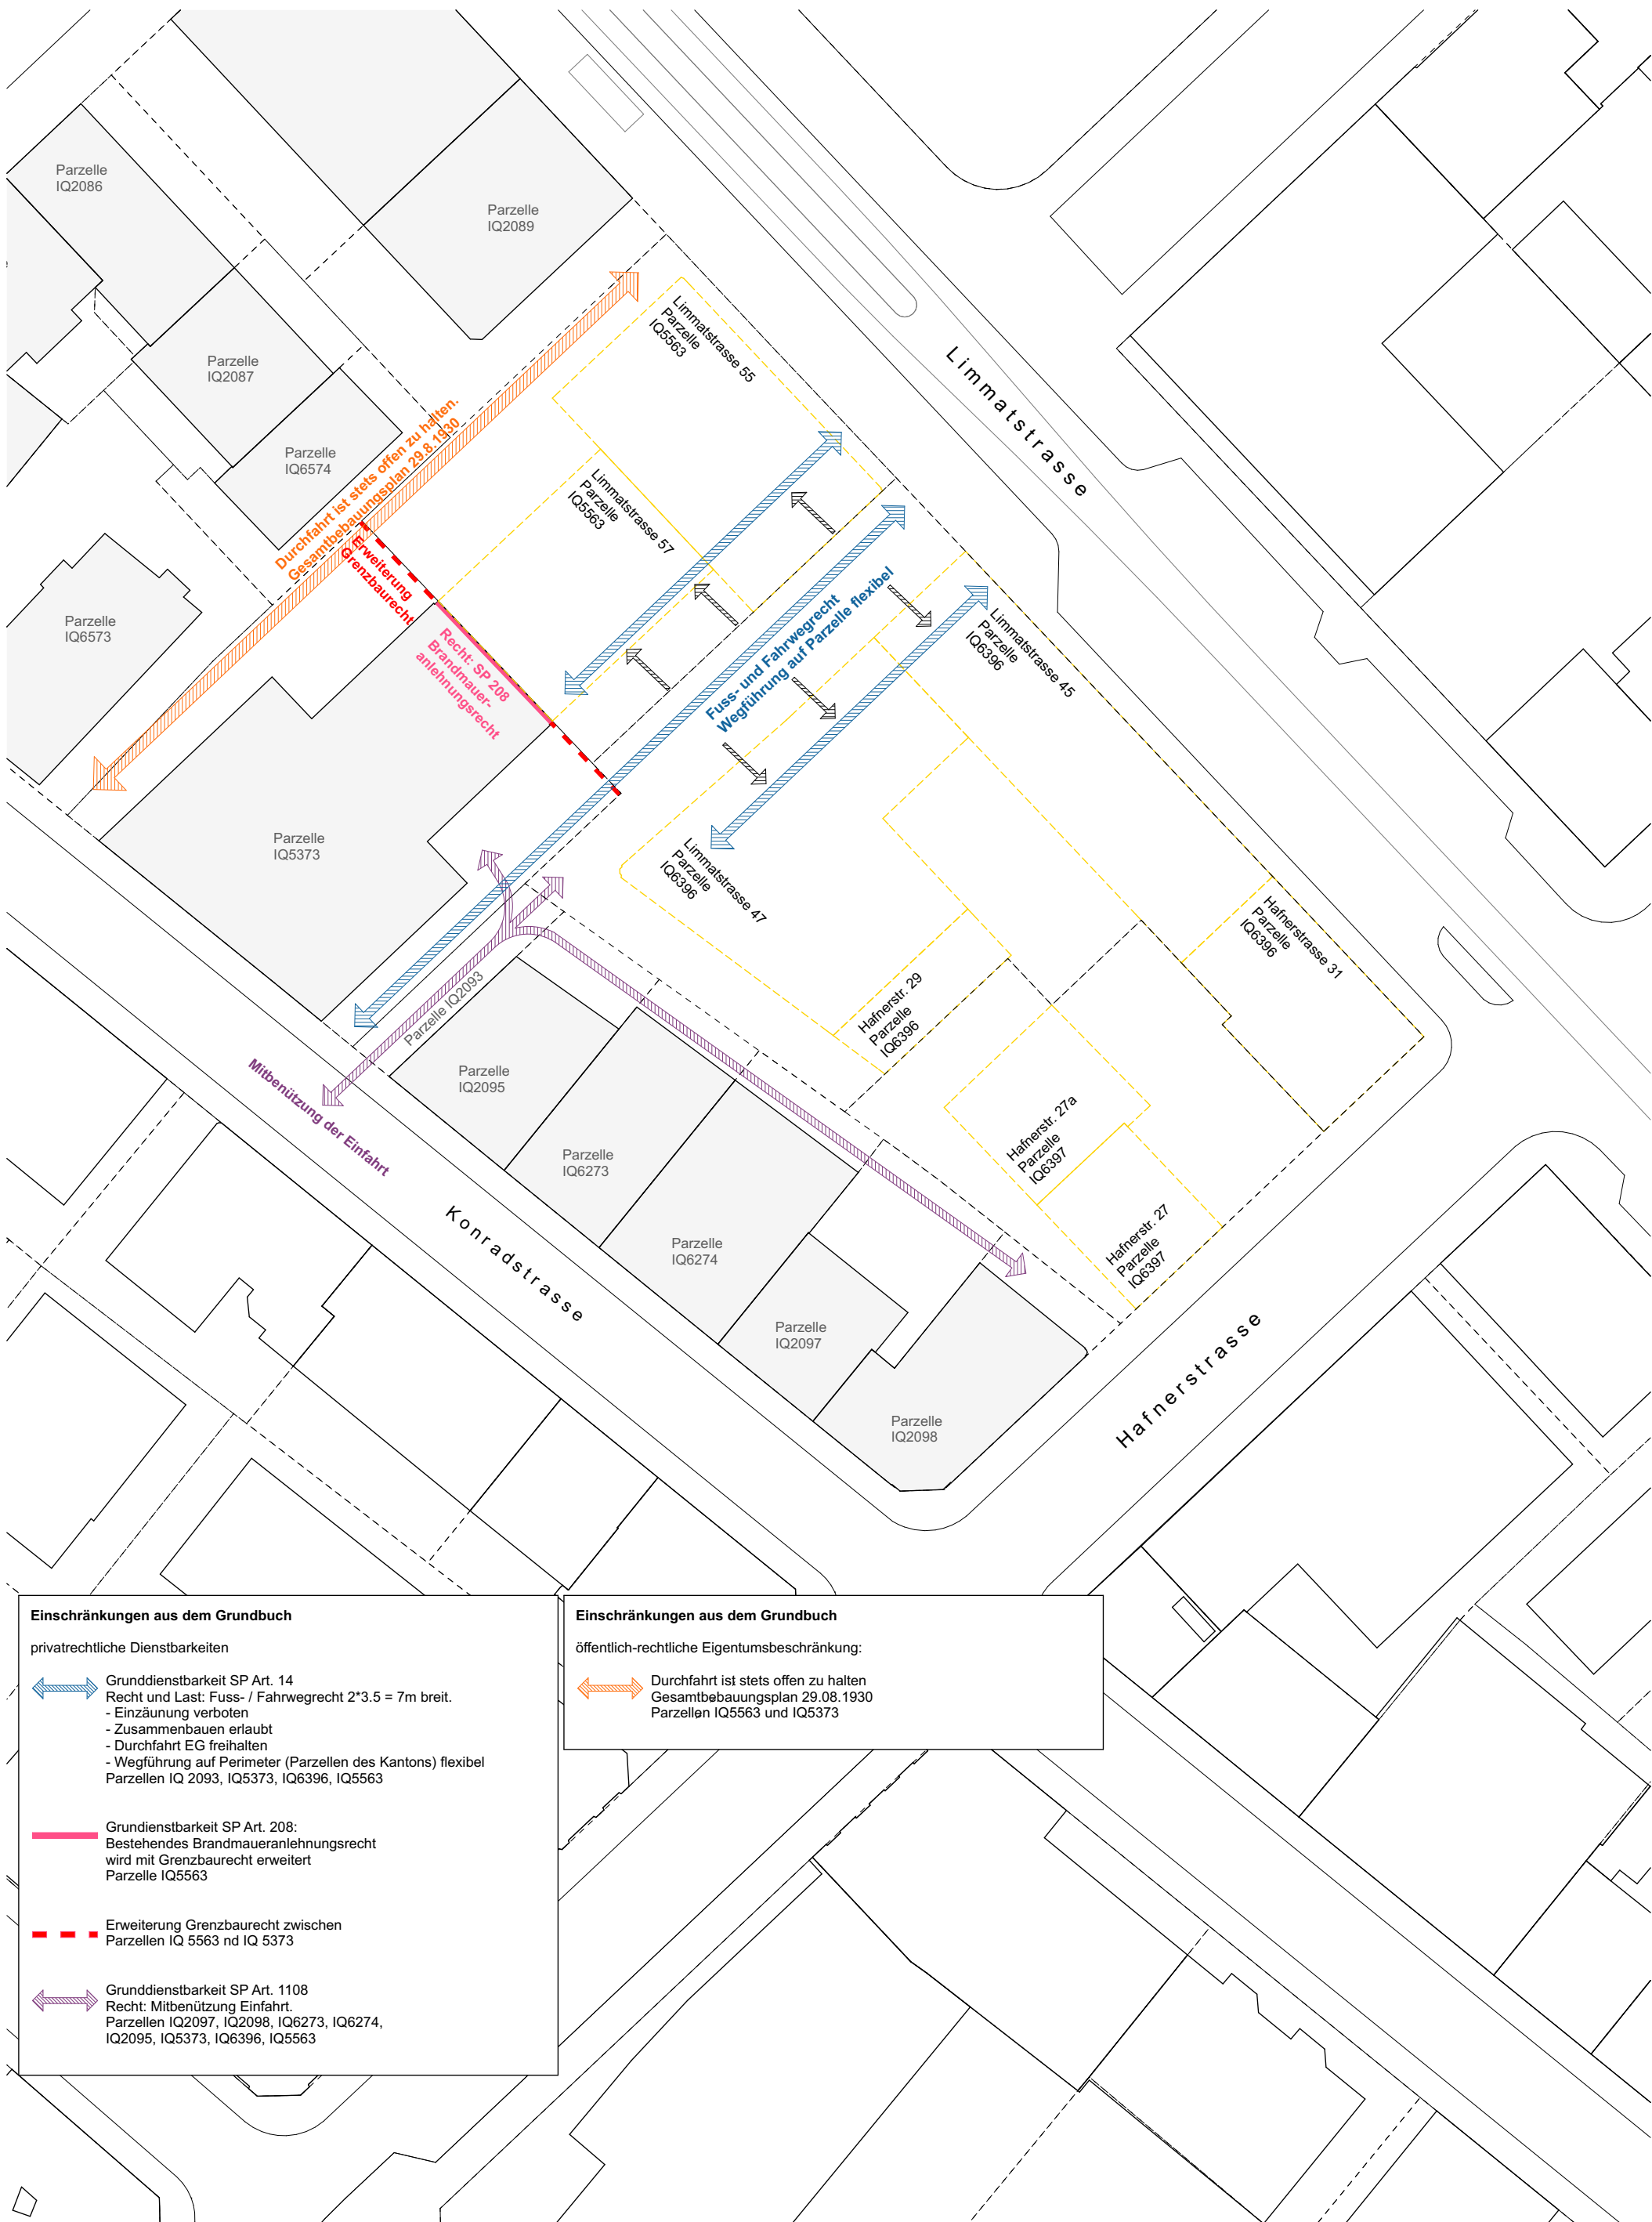 Parzelle
IQ2086
Parzelle
IQ2089
Parzelle
IQ2087
Parzelle
IQ6574
Parzelle
IQ6573
Limmatstrasse 55
Parzelle
IQ5563
Limmatstrasse
Durchfahrt ist stets offen zu halten.
Gesamtbebauungsplan 29.8.1930
Limmatstrasse 57
Parzelle
IQ5563
Erweiterung
Grenzbaurecht
Recht: SP 208
Brandmauer-
anlehnungsrecht
Fuss- und Fahrwegrecht
Wegführung auf Parzelle flexibel
Limmatstrasse 45
Parzelle
IQ6396
Parzelle
IQ5373
Limmatstrasse 47
Parzelle
IQ6396
Hafnerstrasse 31
Parzelle
IQ6396
Hafnerstr. 29
Parzelle
IQ6396
Parzelle IQ2093
Mitbenützung der Einfahrt
Parzelle
IQ2095
Hafnerstr. 27a
Parzelle
IQ6397
Parzelle
IQ6273
Hafnerstr. 27
Parzelle
IQ6397
Parzelle
IQ6274
Konradstrasse
Parzelle
IQ2097
Hafnerstrasse
Parzelle
IQ2098
Einschränkungen aus dem Grundbuch
privatrechtliche Dienstbarkeiten
Grunddienstbarkeit SP Art. 14
Recht und Last: Fuss- / Fahrwegrecht 2*3.5 = 7m breit.
- Einzäunung verboten
- Zusammenbauen erlaubt
- Durchfahrt EG freihalten
- Wegführung auf Perimeter (Parzellen des Kantons) flexibel
Parzellen IQ 2093, IQ5373, IQ6396, IQ5563
Grundienstbarkeit SP Art. 208:
Bestehendes Brandmaueranlehnungsrecht
wird mit Grenzbaurecht erweitert
Parzelle IQ5563
Erweiterung Grenzbaurecht zwischen
Parzellen IQ 5563 nd IQ 5373
Grunddienstbarkeit SP Art. 1108
Recht: Mitbenützung Einfahrt.
Parzellen IQ2097, IQ2098, IQ6273, IQ6274,
IQ2095, IQ5373, IQ6396, IQ5563
Einschränkungen aus dem Grundbuch
öffentlich-rechtliche Eigentumsbeschränkung:
Durchfahrt ist stets offen zu halten
Gesamtbebauungsplan 29.08.1930
Parzellen IQ5563 und IQ5373